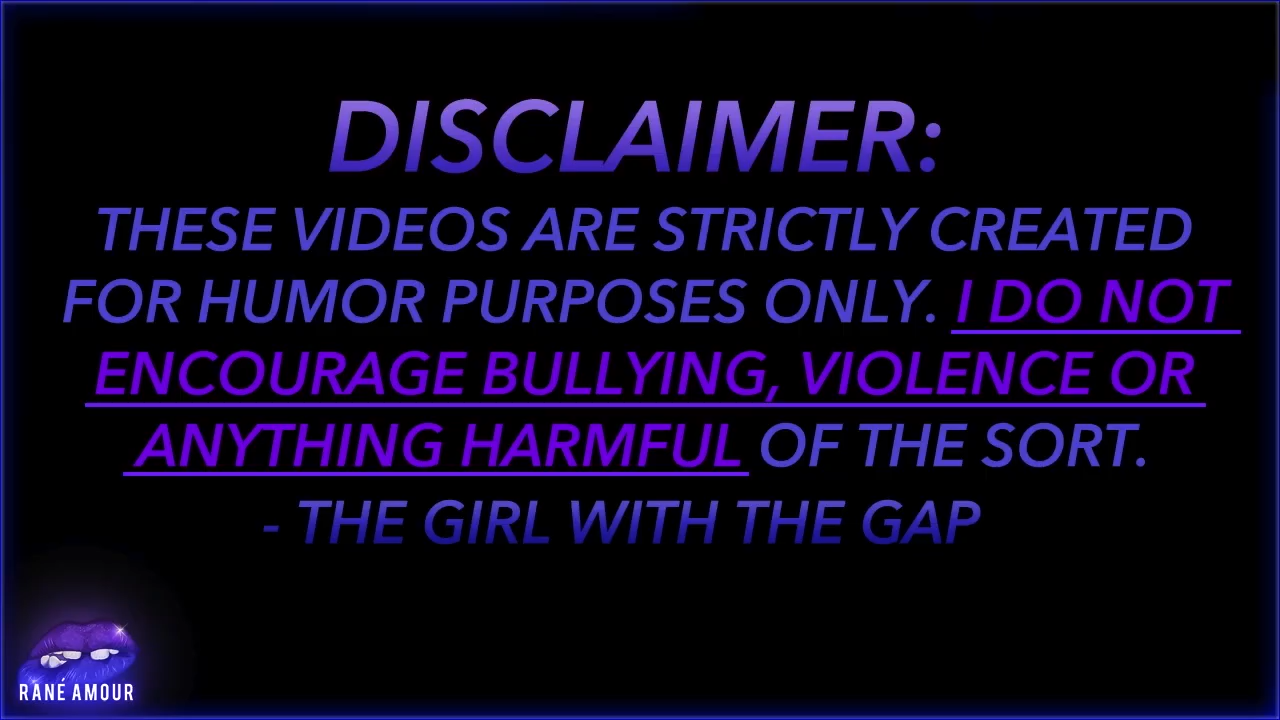 DISCLAIMER:
THESE VIDEOS ARE STRICTLY CREATED
FOR HUMOR PURPOSES ONLY. I DO NOT
ENCOURAGE BULLYING, VIOLENCE OR
ANYTHING HARMFUL OF THE SORT.
- THE GIRL WITH THE GAP
RANÉ AMOUR